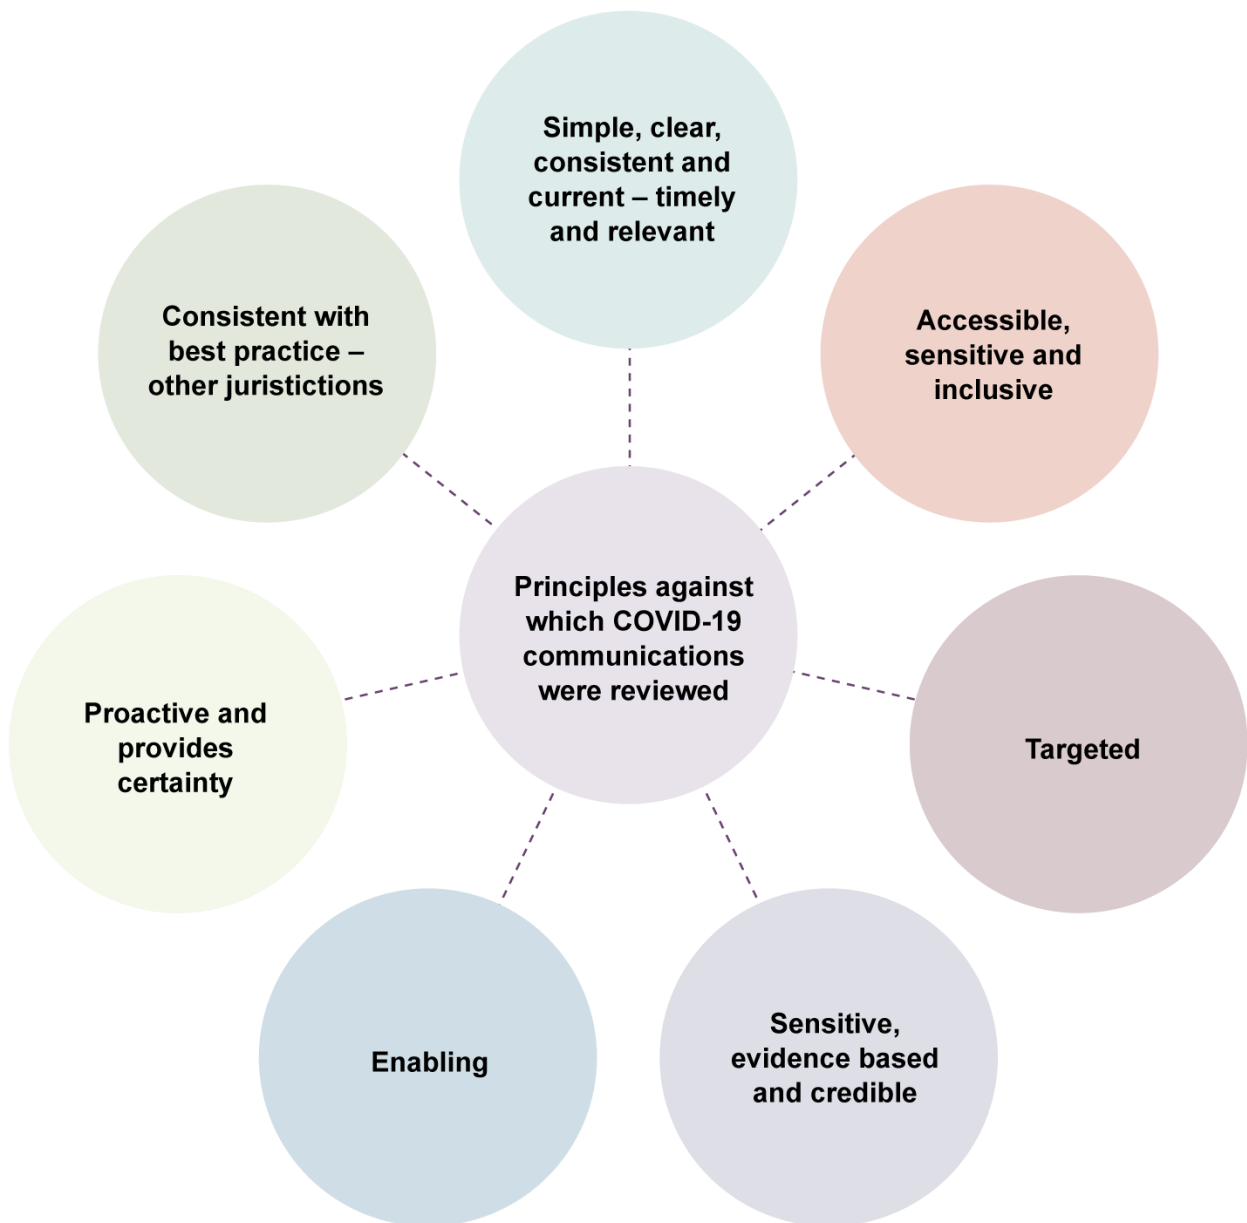 Simple, clear,
consistent and
current – timely
and relevant
Accessible,
sensitive and
inclusive
Targeted
Sensitive,
evidence based
and credible
Enabling
Proactive and
provides
certainty
Consistent with
best practice –
other juristictions
Principles against
which COVID-19
communications
were reviewed